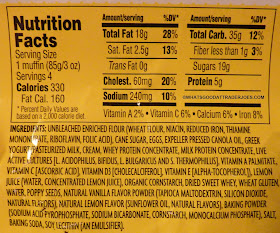 Nutrition
Facts
Serving Size
1 muffin (85g/3 oz)
Servings 4
Calories 330
Fat Cal. 160
* Percent Daily Values are
based on a 2,000 calorie diet.
Amount/serving %DV*
Total Fat 18g 28%
Sat. Fat 2.5g 13%
Trans Fat 0g
Cholest. 60mg 20%
Sodium 240mg 10%
Amount/serving %DV*
Total Carb. 35g 12%
Fiber less than 1g 3%
Sugars 19g
Protein 5g
©WHATSGOODATTRADERJOES.COM
Vitamin A 2% • Vitamin C 6% • Calcium 6% • Iron 8%
INGREDIENTS: UNBLEACHED ENRICHED FLOUR (WHEAT FLOUR, NIACIN, REDUCED IRON, THIAMINE
MONONITRATE, RIBOFLAVIN, FOLIC ACID), CANE SUGAR, EGGS, EXPELLER PRESSED CANOLA OIL, GREEK
YOGURT (PASTEURIZED MILK, CREAM, WHEY PROTEIN CONCENTRATE, MILK PROTEIN CONCENTRATE, LIVE
ACTIVE CULTURES [L. ACIDOPHILUS, BIFIDUS, L. BULGARICUS AND S. THERMOPHILUS], VITAMIN A PALMITATE,
VITAMIN C [ASCORBIC ACID], VITAMIN D3 [CHOLECALCIFEROL], VITAMIN E [ALPHA-TOCOPHEROL]), LEMON
JUICE (WATER, CONCENTRATED LEMON JUICE), ORGANIC CORNSTARCH, DRIED SWEET WHEY, WHEAT GLUTEN,
WATER, POPPY SEEDS, NATURAL VANILLA FLAVOR POWDER (TAPIOCA MALTODEXTRIN, SILICON DIOXIDE,
NATURAL FLAVORS), NATURAL LEMON FLAVOR (SUNFLOWER OIL, NATURAL FLAVORS), BAKING POWDER
(SODIUM ACID PYROPHOSPHATE, SODIUM BICARBONATE, CORNSTARCH, MONOCALCIUM PHOSPHATE), SALT,
BAKING SODA, SOY LECITHIN (AN EMULSIFIER).